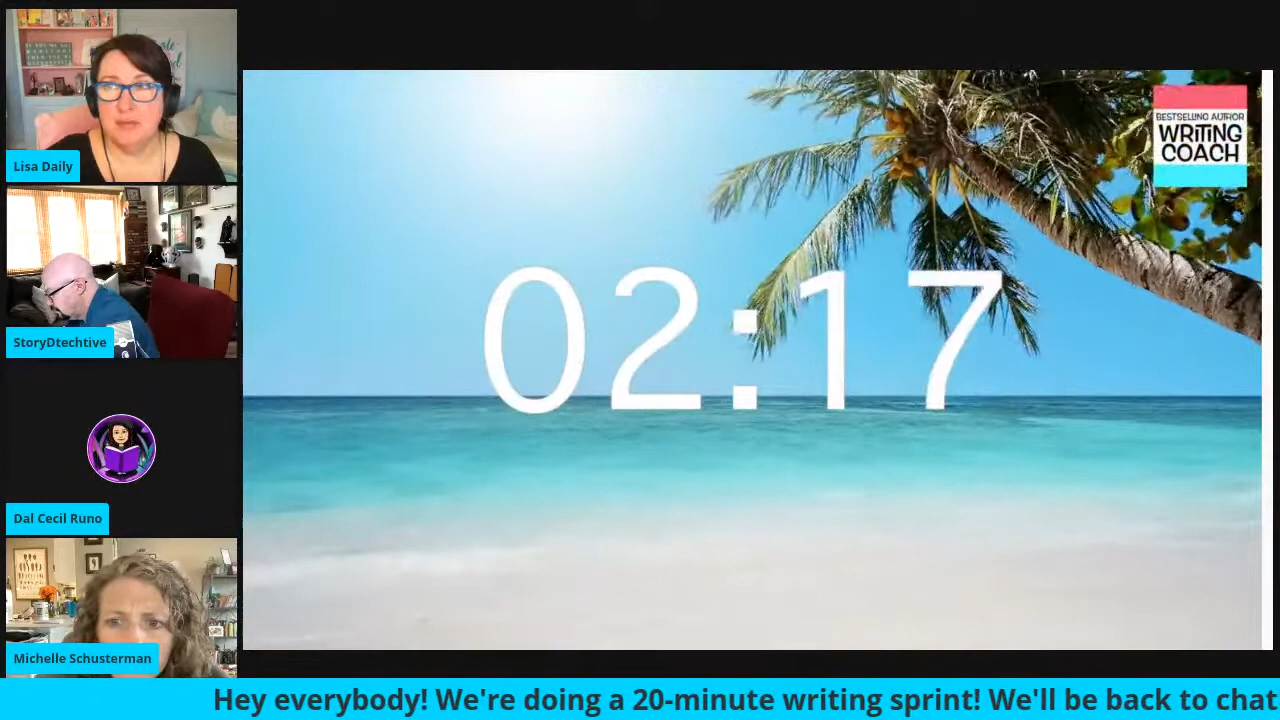 Lisa Daily
StoryDtechtive
Dal Cecil Runo
Michelle Schusterman
02:17
BESTSELLING AUTHOR
WRiTiNG
COACH
Hey everybody! We're doing a 20-minute writing sprint! We'll be back to chat